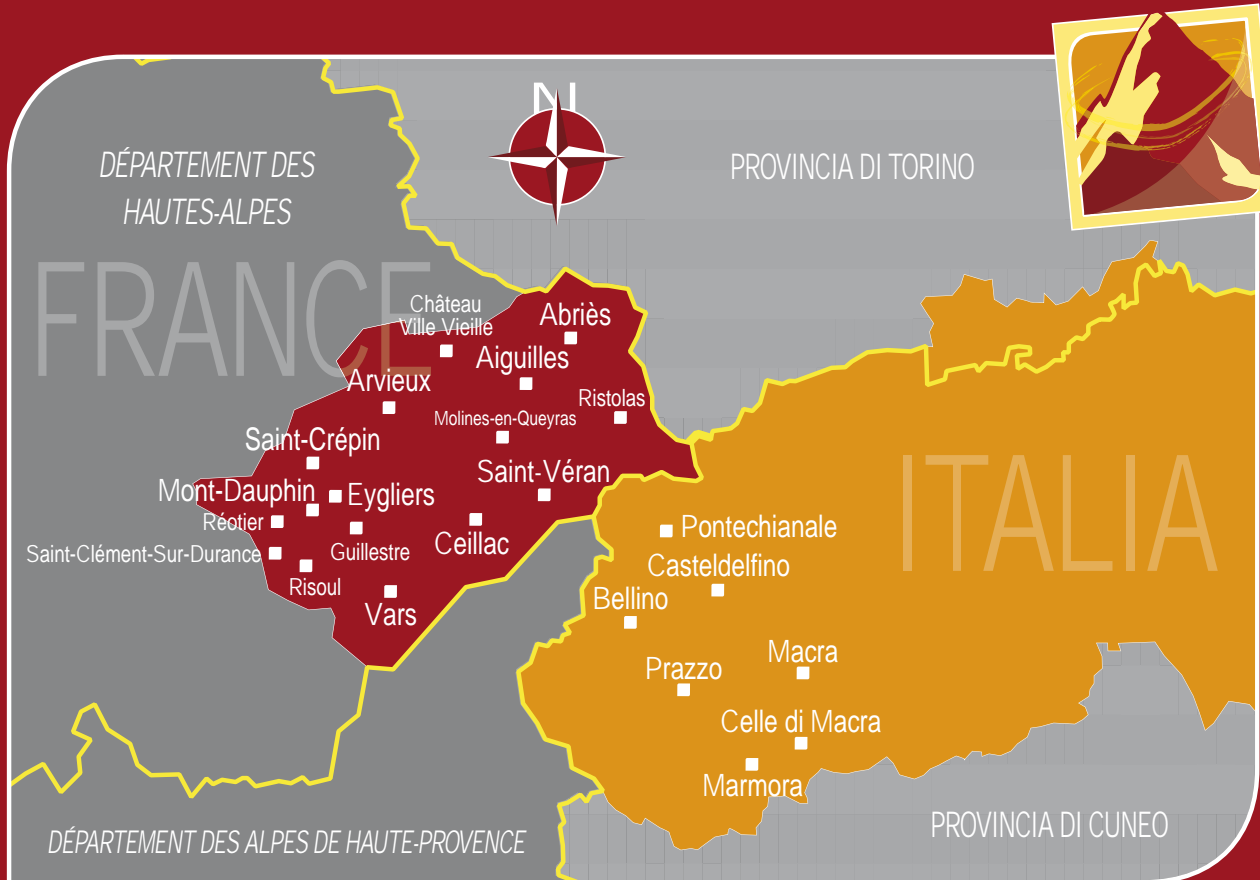 N
DÉPARTEMENT DES
HAUTES-ALPES
PROVINCIA DI TORINO
FRANCE
Château
Ville Vieille
Abriès
Aiguilles
Arvieux
Ristolas
Molines-en-Queyras
Saint-Crépin
Saint-Véran
ITALIA
Mont-Dauphin
Eygliers
Réotier
Guillestre
Ceillac
Saint-Clément-Sur-Durance
Risoul
Vars
Pontechianale
Casteldelfino
Bellino
Macra
Prazzo
Celle di Macra
Marmora
DÉPARTEMENT DES ALPES DE HAUTE-PROVENCE
PROVINCIA DI CUNEO